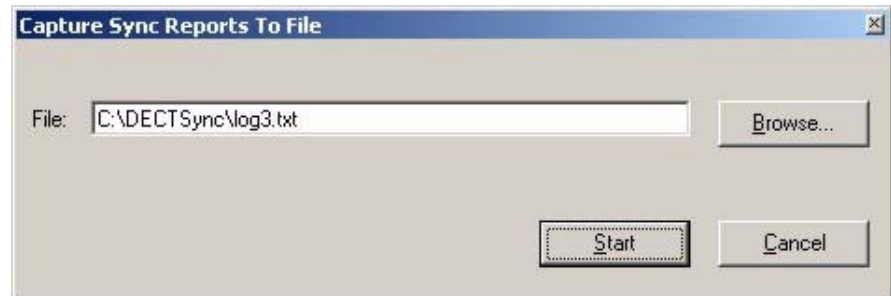 Capture Sync Reports To File
File: C:\DECTSync\log3.txt Browse...
Start Cancel